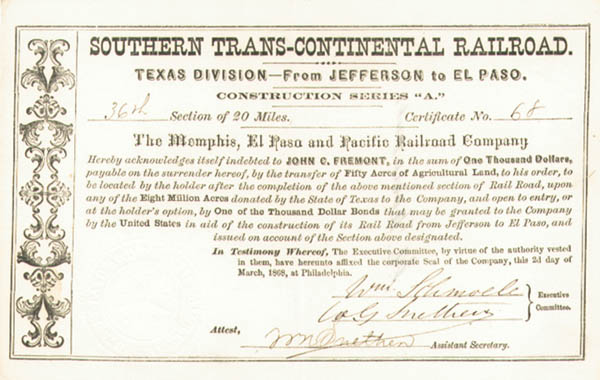 SOUTHERN TRANS-CONTINENTAL RAILROAD.
TEXAS DIVISION—From JEFFERSON to EL PASO.
CONSTRUCTION SERIES "A."
36th Section of 20 Miles. Certificate No. 68
The Memphis, El Paso and Pacific Railroad Company
Hereby acknowledges itself indebted to JOHN C. FREMONT, in the sum of One Thousand Dollars,
payable on the surrender hereof, by the transfer of Fifty Acres of Agricultural Land, to his order, to
be located by the holder after the completion of the above mentioned section of Rail Road, upon
any of the Eight Million Acres donated by the State of Texas to the Company, and open to entry, or
at the holder's option, by One of the Thousand Dollar Bonds that may be granted to the Company
by the United States in aid of the construction of its Rail Road from Jefferson to El Paso, and
issued on account of the Section above designated.
In Testimony Whereof, The Executive Committee, by virtue of the authority vested
in them, have hereunto affixed the corporate Seal of the Company, this 2d day of
March, 1868, at Philadelphia.
Wm Schmoele
Executive
Committee.
Attest,
Assistant Secretary.